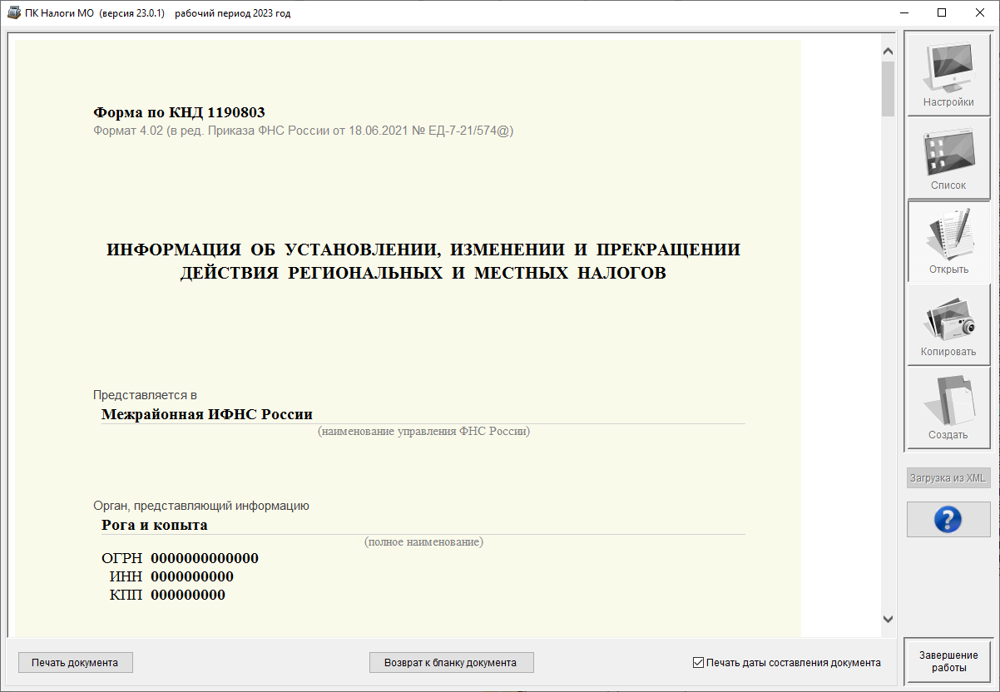 ПК Налоги МО (версия 23.0.1) рабочий период 2023 год
Форма по КНД 1190803
Формат 4.02 (в ред. Приказа ФНС России от 18.06.2021 № ЕД-7-21/574@)
ИНФОРМАЦИЯ ОБ УСТАНОВЛЕНИИ, ИЗМЕНЕНИИ И ПРЕКРАЩЕНИИ
ДЕЙСТВИЯ РЕГИОНАЛЬНЫХ И МЕСТНЫХ НАЛОГОВ
Представляется в
Межрайонная ИФНС России
(наименование управления ФНС России)
Орган, представляющий информацию
Рога и копыта
(полное наименование)
ОГРН 0000000000000
ИНН 0000000000
КПП 000000000
Печать документа
Возврат к бланку документа
Печать даты составления документа
Настройки
Список
Открыть
Копировать
Создать
Загрузка из XML
?
Завершение
работы